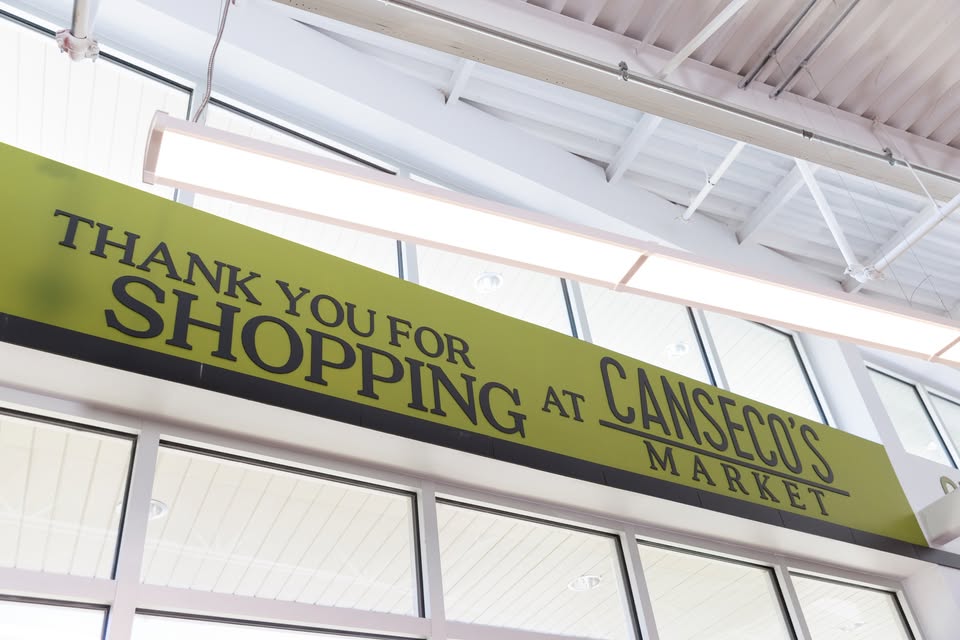 THANK YOU FOR
SHOPPING AT
CANSECO'S
MARKET